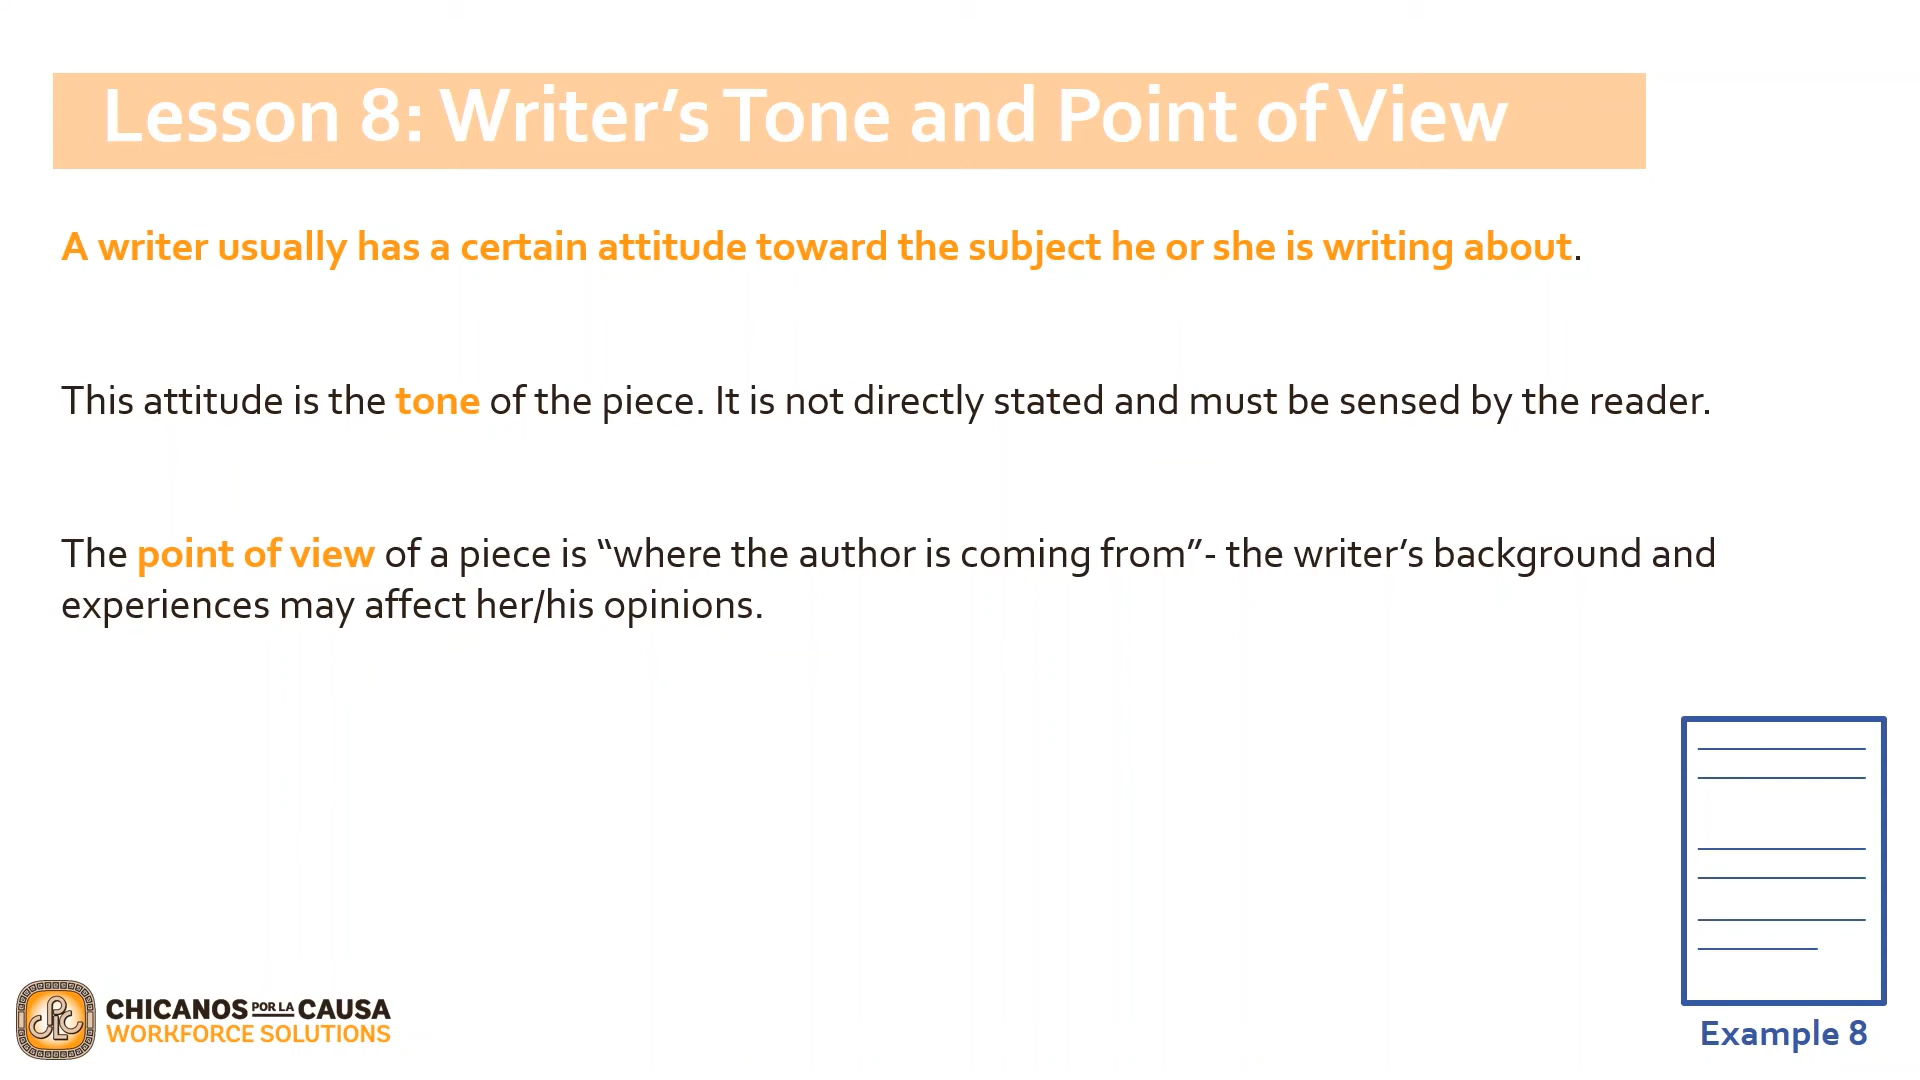 Lesson 8: Writer’s Tone and Point of View
A writer usually has a certain attitude toward the subject he or she is writing about.
This attitude is the tone of the piece. It is not directly stated and must be sensed by the reader.
The point of view of a piece is “where the author is coming from”- the writer’s background and
experiences may affect her/his opinions.
CPLC
CHICANOS POR LA CAUSA
WORKFORCE SOLUTIONS
Example 8